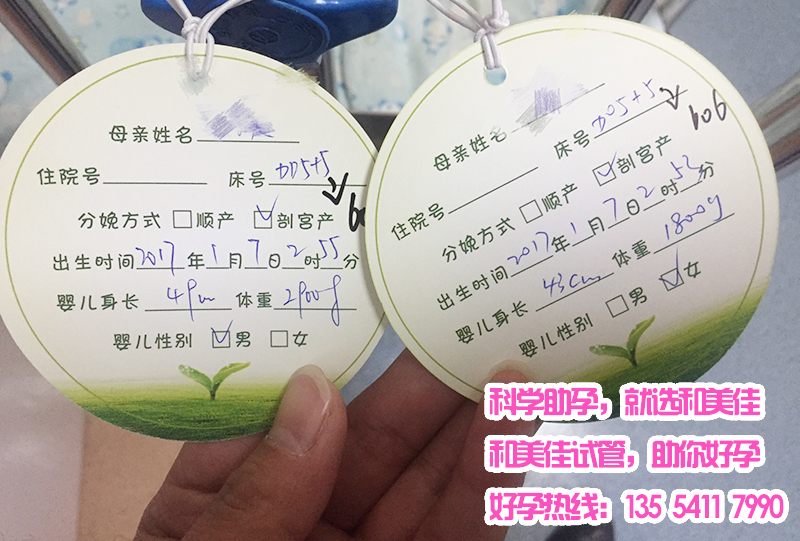 母亲姓名
住院号 床号 DD5+5
分娩方式 □顺产 ☑剖宫产
出生时间 2017 年 1 月 7 日 2 时 55 分
婴儿身长 49cm 体重 2900g
婴儿性别 ☑男 □女
母亲姓名
住院号 床号 DD5+5 606
分娩方式 □顺产 ☑剖宫产
出生时间 2017 年 1 月 7 日 2 时 52 分
婴儿身长 43cm 体重 1800g
婴儿性别 □男 ☑女
科学助孕，就选和美佳
和美佳试管，助你好孕
好孕热线：135 5411 7990